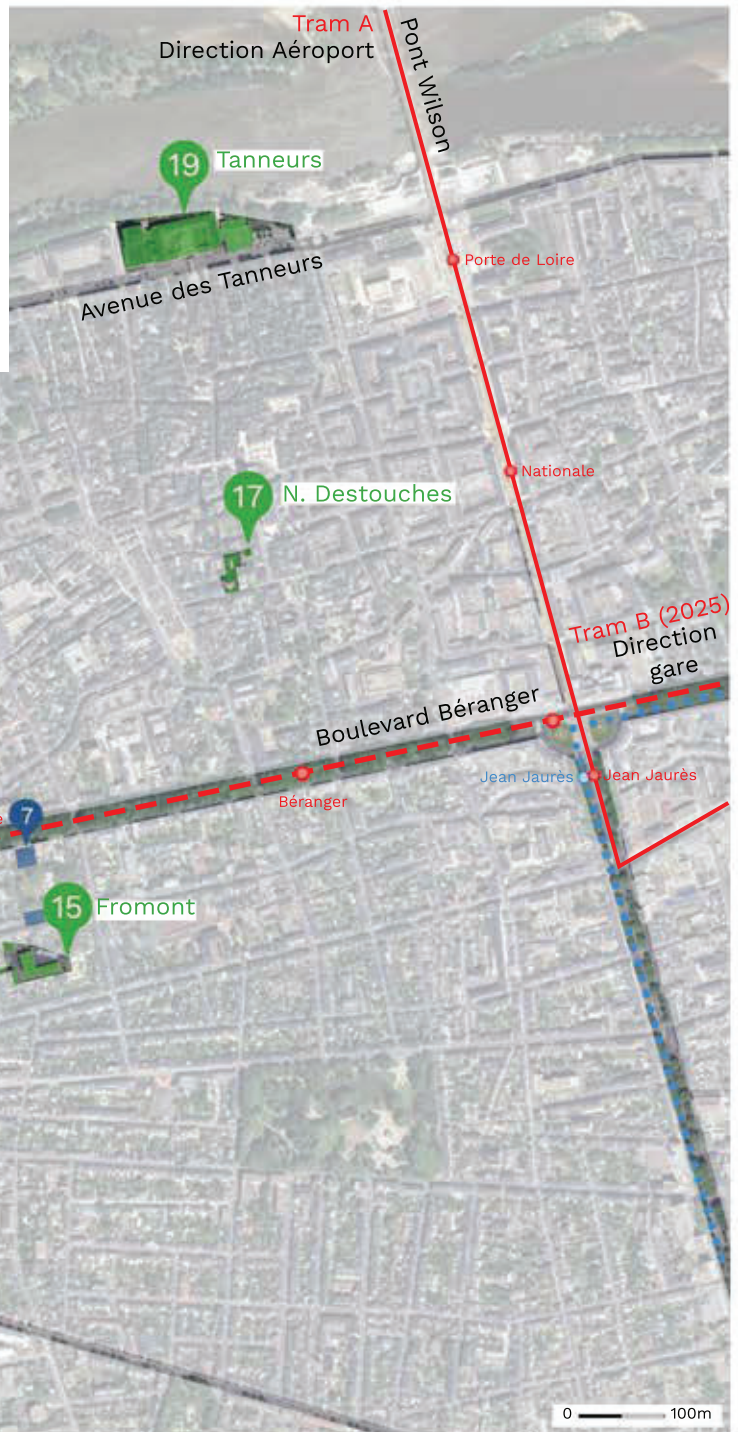 Tram A
Direction Aéroport
Pont Wilson
19
Tanneurs
Porte de Loire
Avenue des Tanneurs
Nationale
17
N. Destouches
Tram B (2025)
Direction
gare
Boulevard Béranger
Jean Jaurès
Jean Jaurès
Béranger
e
7
15
Fromont
0
100m